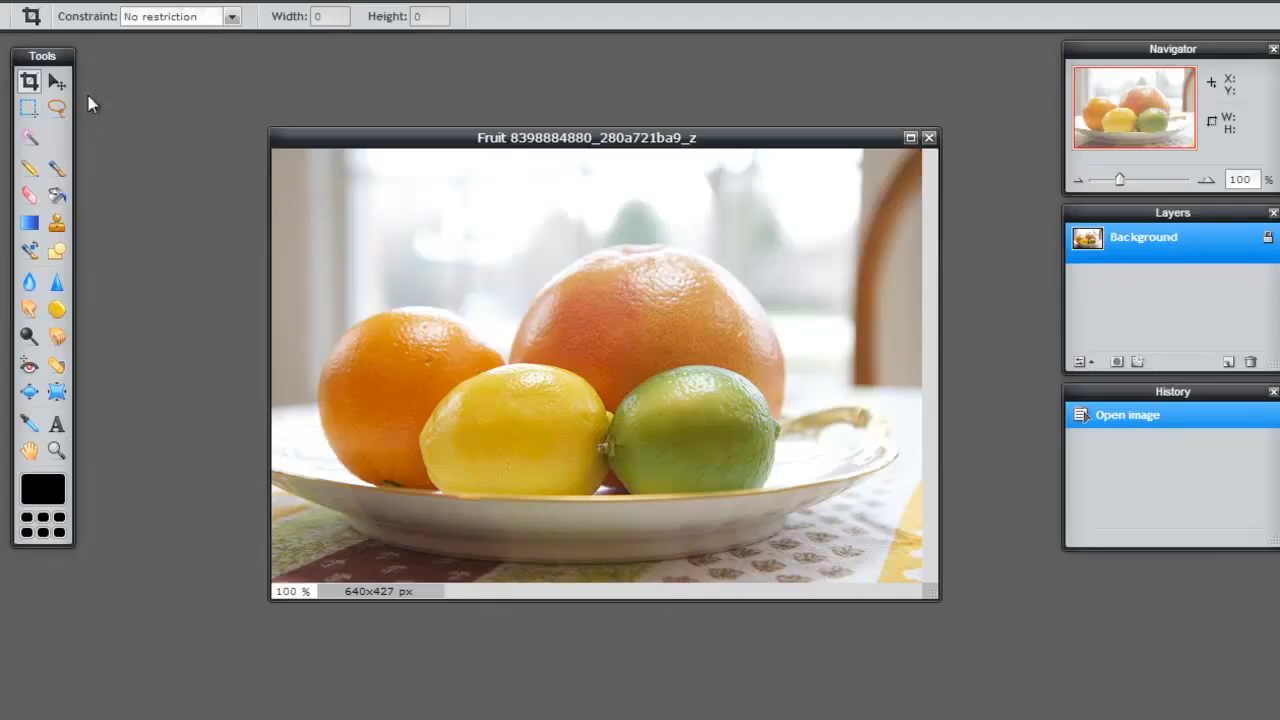 Constraint: No restriction Width: 0 Height: 0
Tools
Navigator
X:
Y:
W:
H:
100 %
Fruit 8398884880_280a721ba9_z
Layers
Background
History
Open image
A
100 % 640x427 px